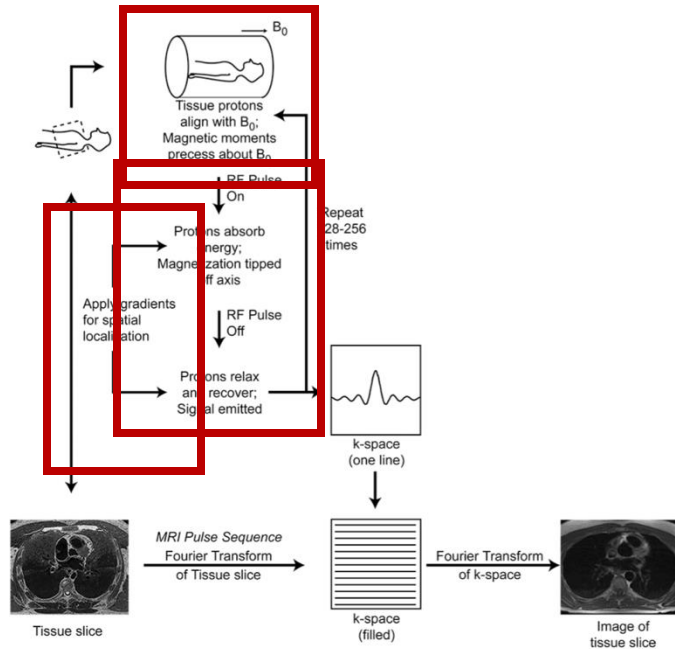 B0
Tissue protons
align with B0;
Magnetic moments
precess about B0
RF Pulse
On
Repeat
128-256
times
Protons absorb
energy;
Magnetization tipped
off axis
Apply gradients
for spatial
localization
RF Pulse
Off
Protons relax
and recover;
Signal emitted
k-space
(one line)
MRI Pulse Sequence
Fourier Transform
of Tissue slice
Fourier Transform
of k-space
Tissue slice
k-space
(filled)
Image of
tissue slice